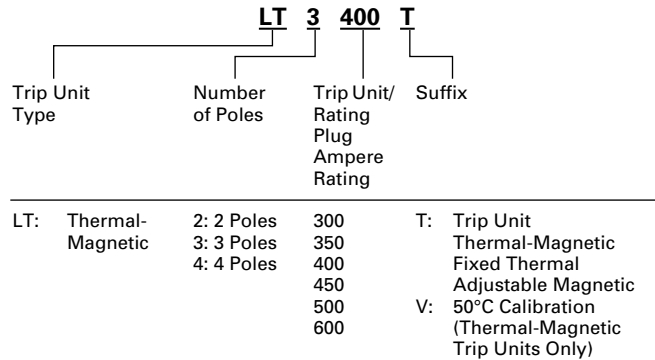 LT 3 400 T
Trip Unit Type
Number of Poles
Trip Unit/ Rating Plug Ampere Rating
Suffix
LT: Thermal-Magnetic
2: 2 Poles
3: 3 Poles
4: 4 Poles
300
350
400
450
500
600
T: Trip Unit
Thermal-Magnetic
Fixed Thermal
Adjustable Magnetic
V: 50°C Calibration
(Thermal-Magnetic
Trip Units Only)